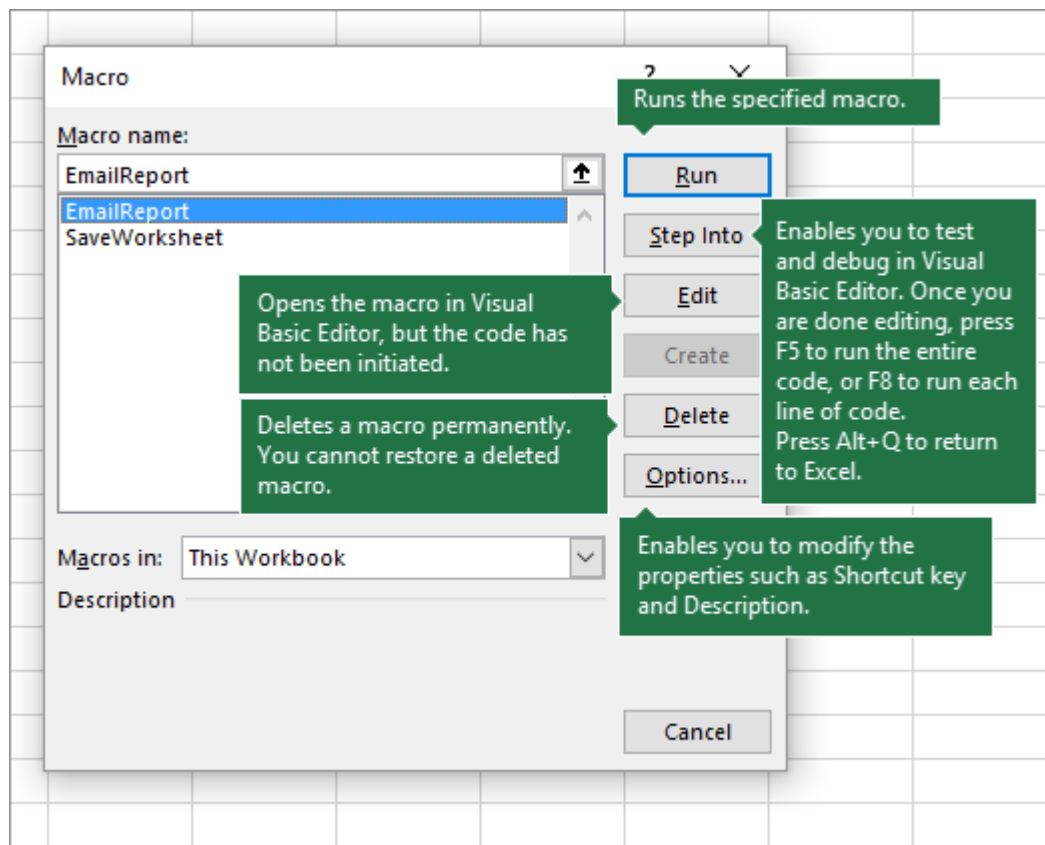 Macro
?
Runs the specified macro.
Macro name:
EmailReport
Run
EmailReport
SaveWorksheet
Step Into
Enables you to test
and debug in Visual
Basic Editor. Once you
are done editing, press
F5 to run the entire
code, or F8 to run each
line of code.
Press Alt+Q to return
to Excel.
Opens the macro in Visual
Basic Editor, but the code has
not been initiated.
Edit
Create
Deletes a macro permanently.
You cannot restore a deleted
macro.
Delete
Options...
Enables you to modify the
properties such as Shortcut key
and Description.
Macros in:
This Workbook
Description
Cancel